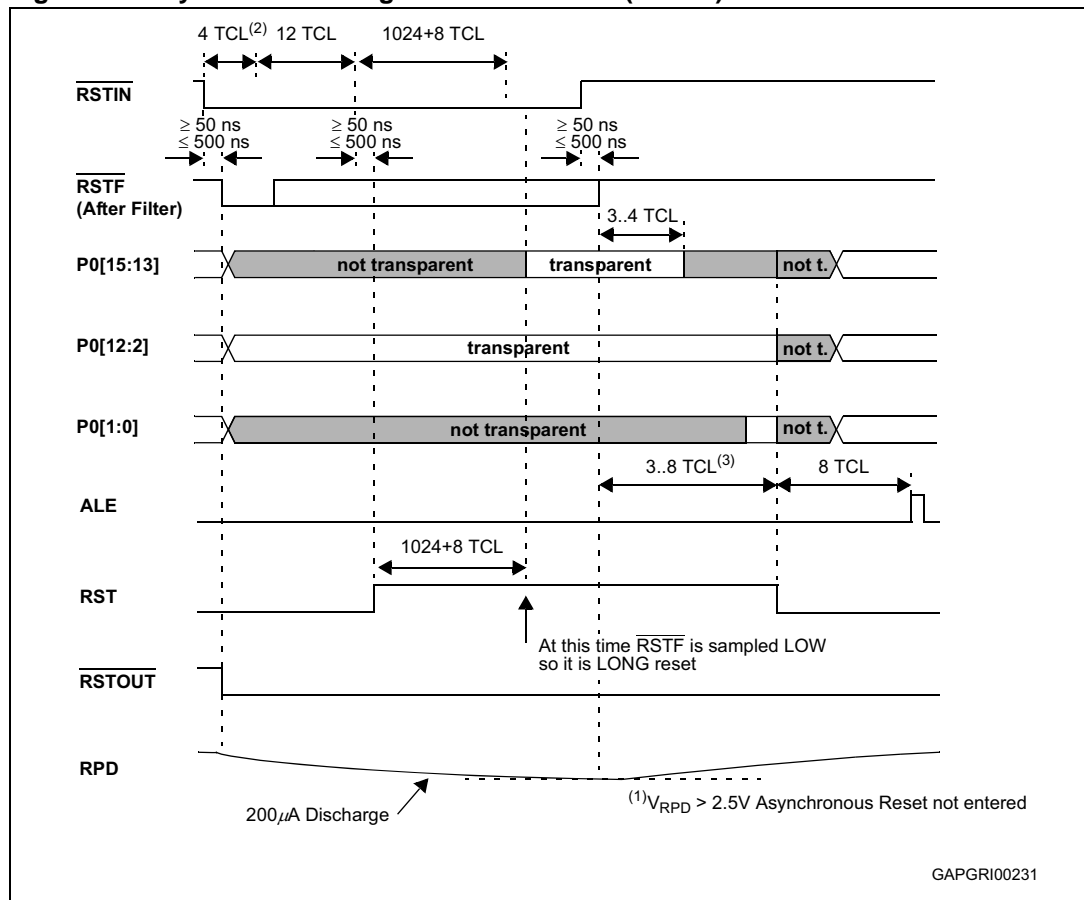 4 TCL(2) 12 TCL 1024+8 TCL
RSTIN
≥ 50 ns ≥ 50 ns ≥ 50 ns
≤ 500 ns ≤ 500 ns ≤ 500 ns
RSTF
(After Filter)
3..4 TCL
P0[15:13] not transparent transparent not t.
P0[12:2] transparent not t.
P0[1:0] not transparent not t.
3..8 TCL(3) 8 TCL
ALE
1024+8 TCL
RST
At this time RSTF is sampled LOW
so it is LONG reset
RSTOUT
RPD
200µA Discharge
(1)VRPD > 2.5V Asynchronous Reset not entered
GAPGRI00231